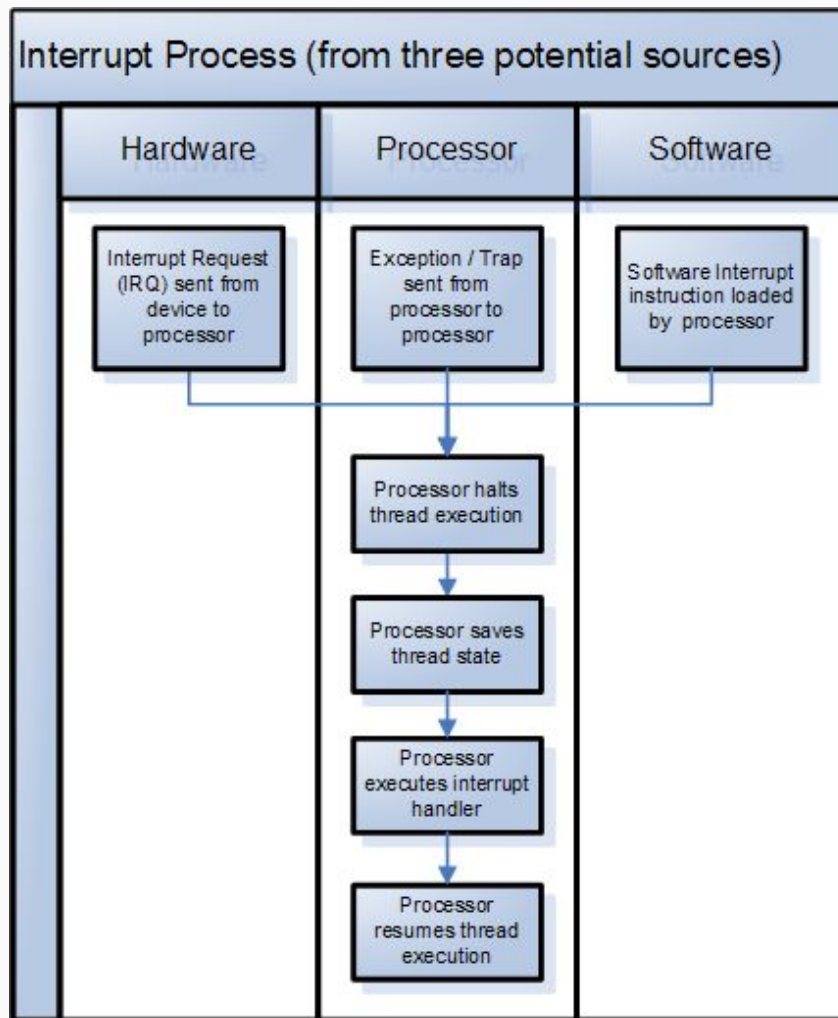 Interrupt Process (from three potential sources)
Hardware
Processor
Software
Interrupt Request
(IRQ) sent from
device to
processor
Exception / Trap
sent from
processor to
processor
Software Interrupt
instruction loaded
by processor
Processor halts
thread execution
Processor saves
thread state
Processor
executes interrupt
handler
Processor
resumes thread
execution